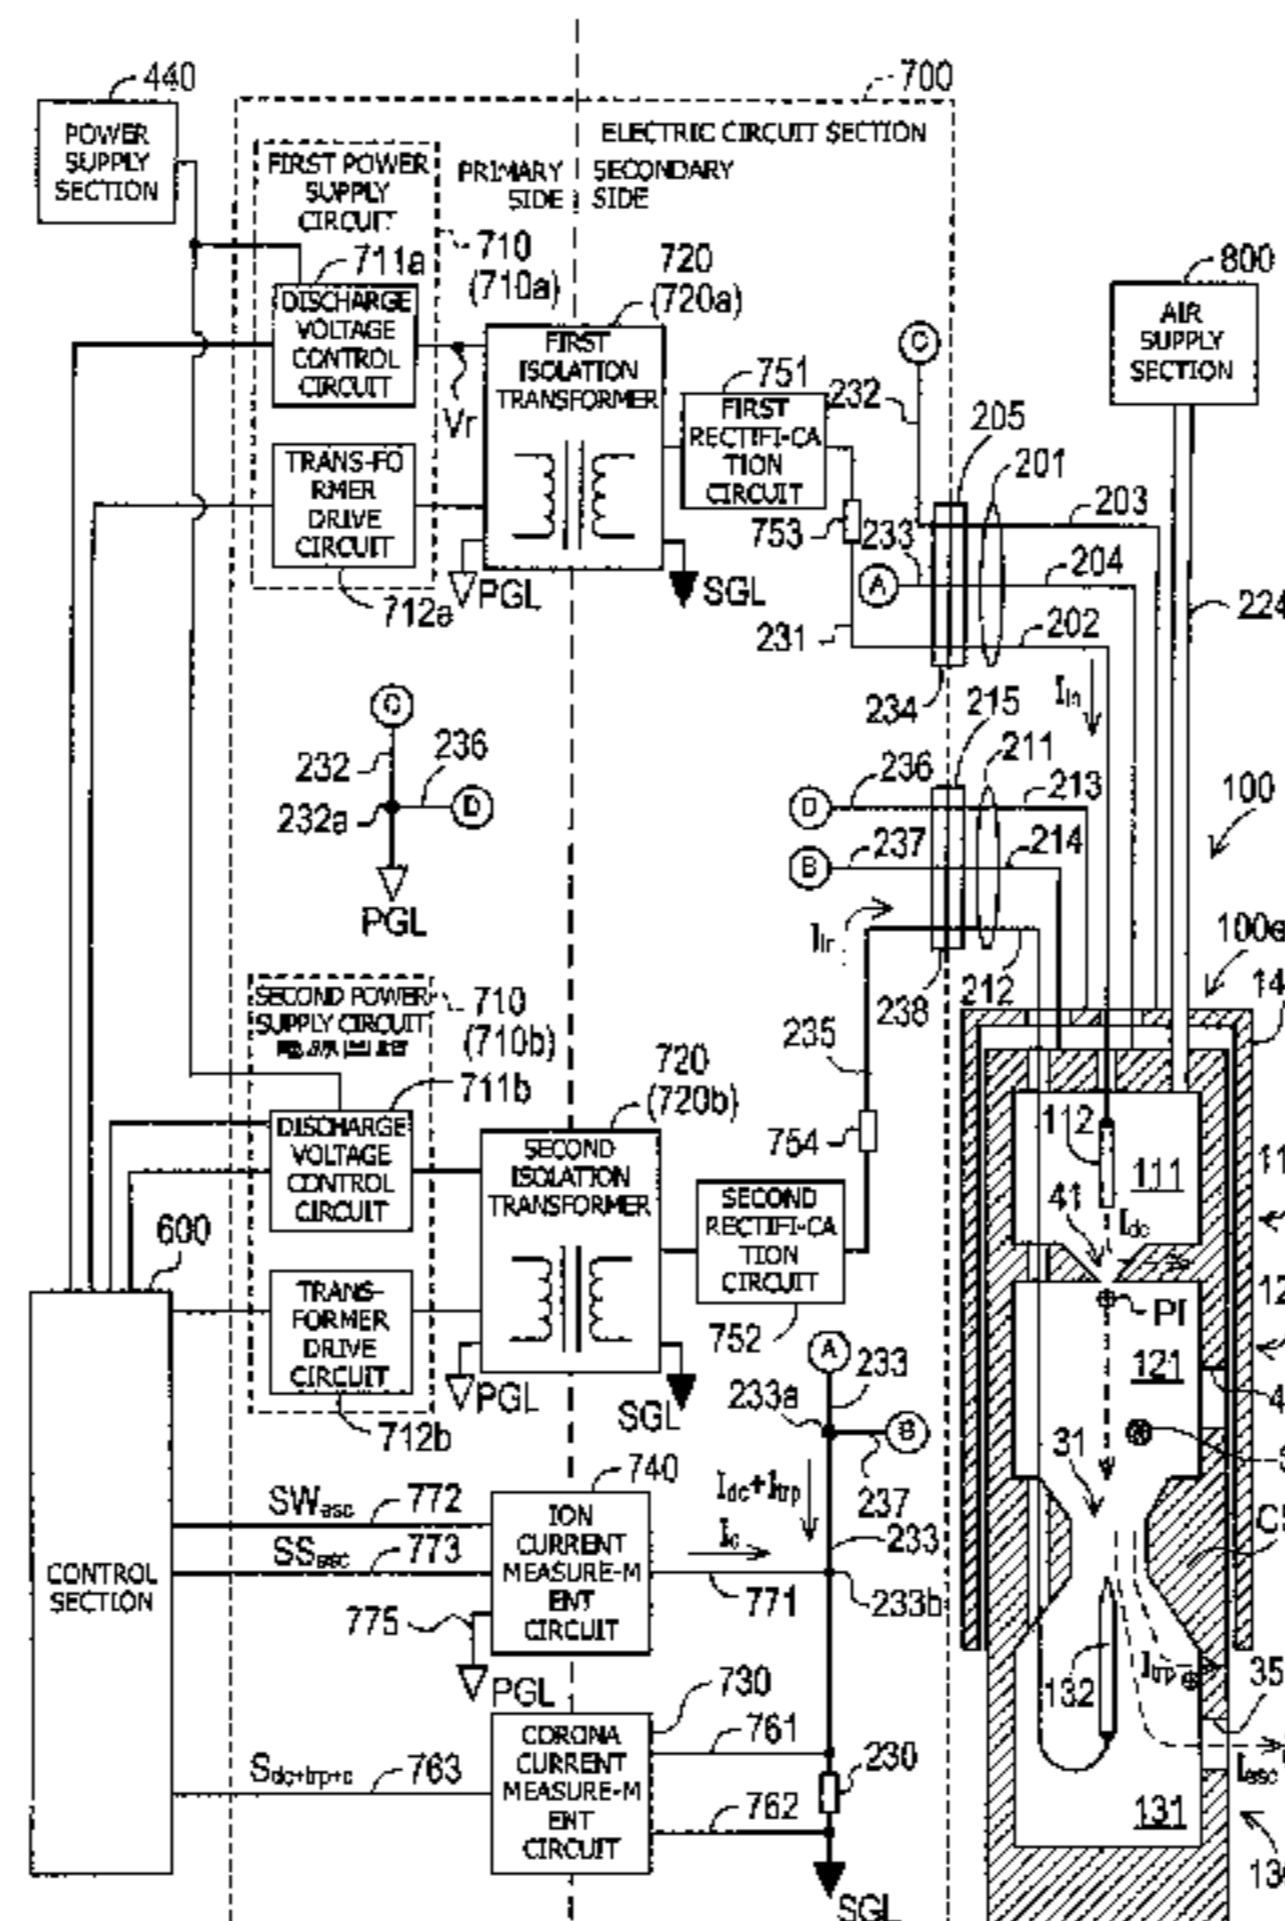 440
700
POWER
SUPPLY
SECTION
ELECTRIC CIRCUIT SECTION
FIRST POWER
SUPPLY
CIRCUIT
PRIMARY
SIDE
SECONDARY
SIDE
710
(710a)
711a
720
(720a)
800
DISCHARGE
VOLTAGE
CONTROL
CIRCUIT
FIRST
ISOLATION
TRANSFORMER
AIR
SUPPLY
SECTION
C
751
232
205
Vr
FIRST
RECTIFI-CA
TION
CIRCUIT
201
TRANS-FO
RMER
DRIVE
CIRCUIT
203
753
233
A
204
712a
PGL
SGL
231
202
224
234
C
232
236
232a
D
PGL
215
211
236
213
D
B
237
214
100
238
212
100e
SECOND POWER
SUPPLY CIRCUIT
710
(710b)
711b
235
720
(720b)
754
DISCHARGE
VOLTAGE
CONTROL
CIRCUIT
SECOND
ISOLATION
TRANSFORMER
SECOND
RECTIFI-CA
TION
CIRCUIT
112
111
41
Idc
600
TRANS-
FORMER
DRIVE
CIRCUIT
752
PI
121
PGL
SGL
712b
A
233
233a
B
237
31
740
Idc+Itrp
Ic
233
SWesc
772
SSesc
773
ION
CURRENT
MEASURE-M
ENT
CIRCUIT
771
233b
CONTROL
SECTION
775
PGL
132
Itrp
35
730
CORONA
CURRENT
MEASURE-M
ENT
CIRCUIT
761
230
Sdc+trp+c
763
762
Iesc
131
SGL